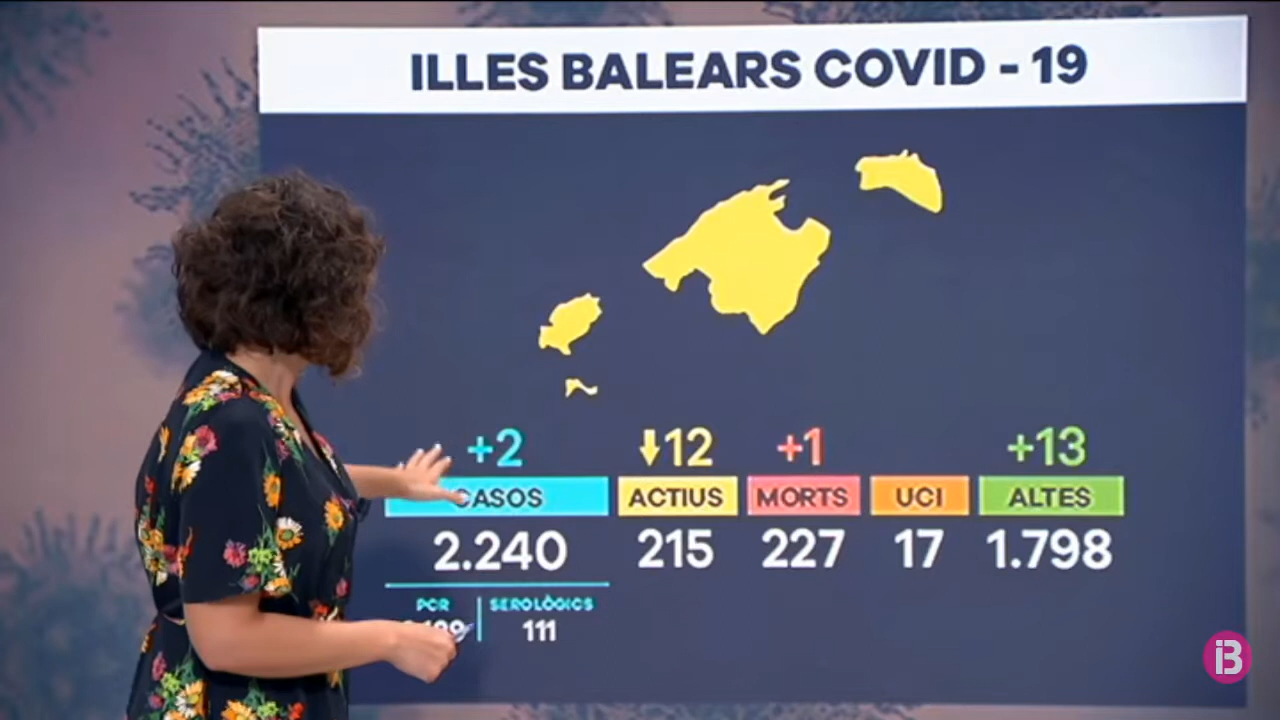 ILLES BALEARS COVID - 19
+2 ↓12 +1 +13
CASOS ACTIUS MORTS UCI ALTES
2.240 215 227 17 1.798
PCR SEROLÒGICS
111
iB